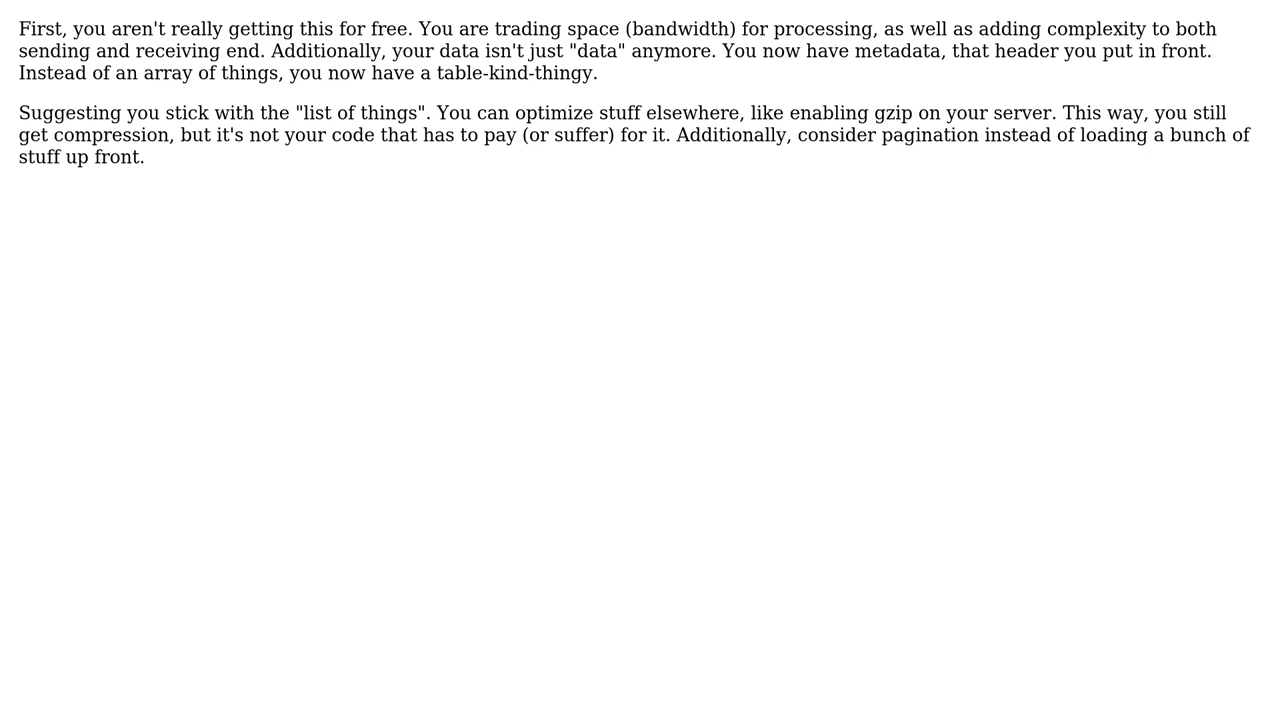 First, you aren't really getting this for free. You are trading space (bandwidth) for processing, as well as adding complexity to both
sending and receiving end. Additionally, your data isn't just "data" anymore. You now have metadata, that header you put in front.
Instead of an array of things, you now have a table-kind-thingy.
Suggesting you stick with the "list of things". You can optimize stuff elsewhere, like enabling gzip on your server. This way, you still
get compression, but it's not your code that has to pay (or suffer) for it. Additionally, consider pagination instead of loading a bunch of
stuff up front.